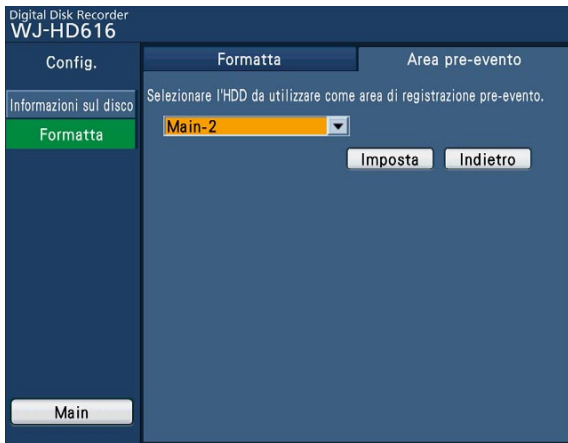 Digital Disk Recorder
WJ-HD616
Config.
Formatta
Area pre-evento
Informazioni sul disco
Formatta
Selezionare l'HDD da utilizzare come area di registrazione pre-evento.
Main-2
Imposta
Indietro
Main